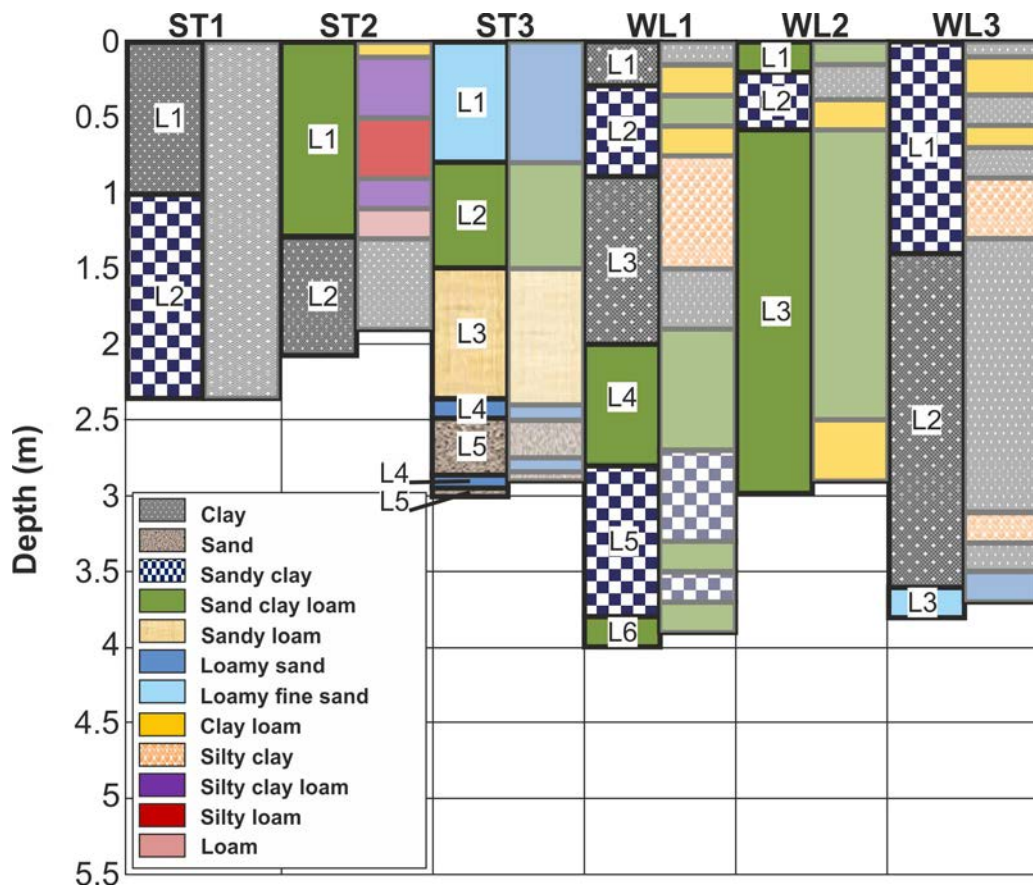 ST1 ST2 ST3 WL1 WL2 WL3
Depth (m)
0
0.5
1
1.5
2
2.5
3
3.5
4
4.5
5
5.5
L1
L2
L1
L2
L1
L2
L3
L4
L5
L4
L5
L1
L2
L3
L4
L5
L6
L1
L2
L3
L1
L2
L3
Clay
Sand
Sandy clay
Sand clay loam
Sandy loam
Loamy sand
Loamy fine sand
Clay loam
Silty clay
Silty clay loam
Silty loam
Loam